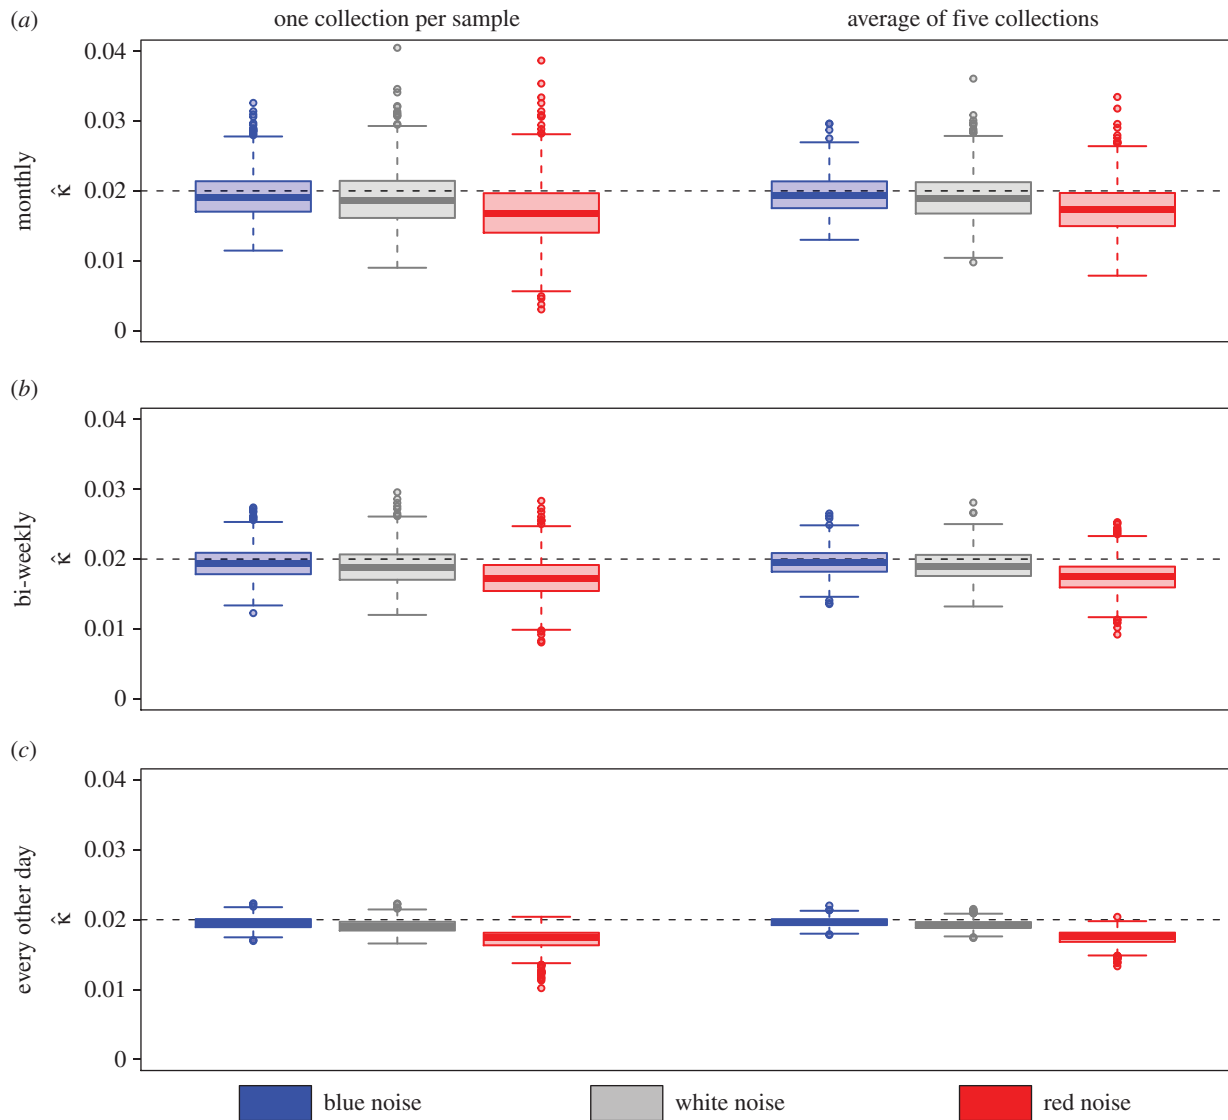 (a)
one collection per sample
average of five collections
monthly
κ̂
0.04
0.03
0.02
0.01
0
(b)
bi-weekly
κ̂
0.04
0.03
0.02
0.01
0
(c)
every other day
κ̂
0.04
0.03
0.02
0.01
0
blue noise
white noise
red noise